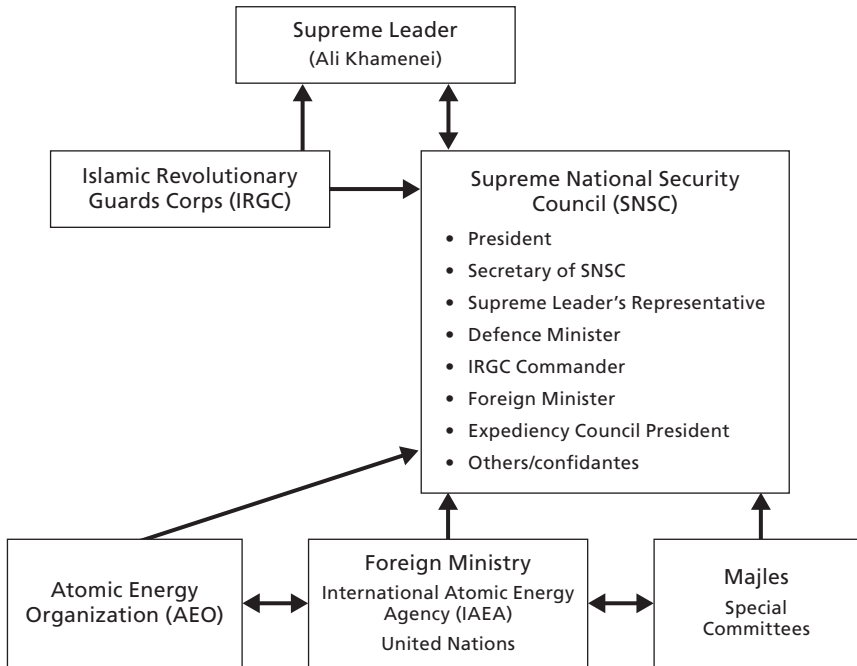 Supreme Leader
(Ali Khamenei)
Islamic Revolutionary
Guards Corps (IRGC)
Supreme National Security
Council (SNSC)
• President
• Secretary of SNSC
• Supreme Leader’s Representative
• Defence Minister
• IRGC Commander
• Foreign Minister
• Expediency Council President
• Others/confidantes
Atomic Energy
Organization (AEO)
Foreign Ministry
International Atomic Energy
Agency (IAEA)
United Nations
Majles
Special
Committees